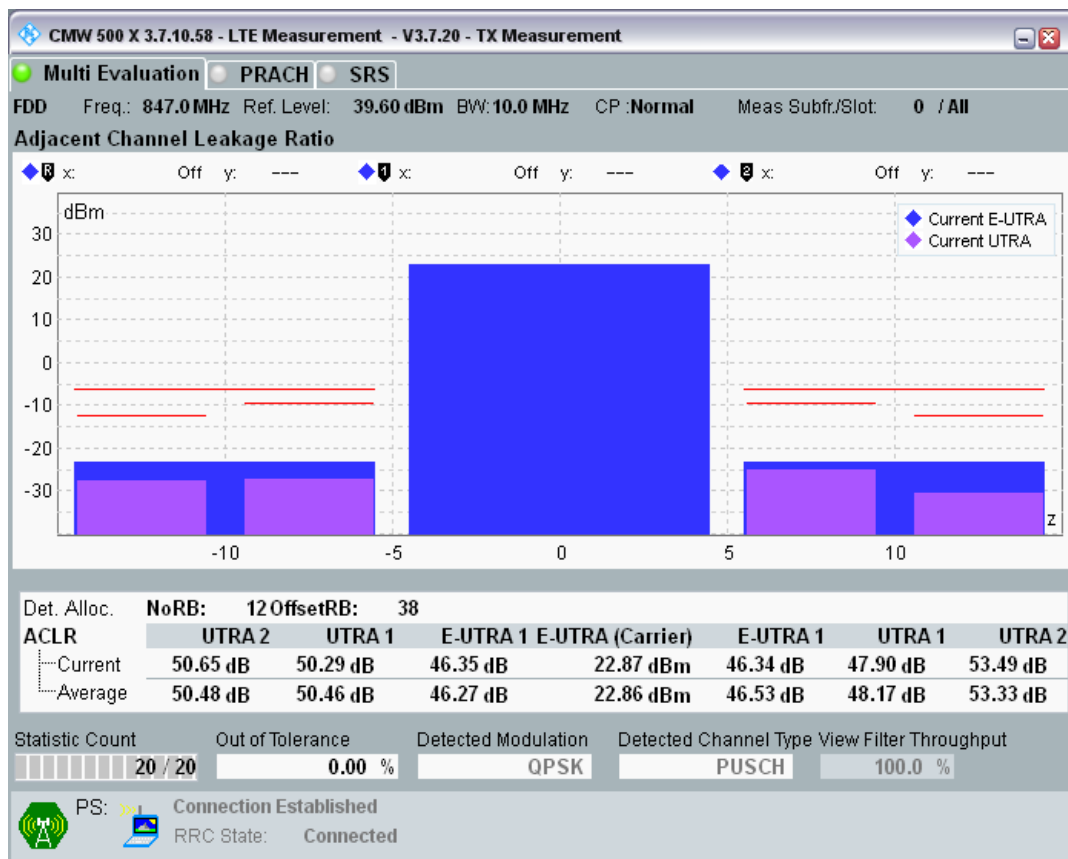 CMW 500 X 3.7.10.58 - LTE Measurement - V3.7.20 - TX Measurement
Multi Evaluation PRACH SRS
FDD Freq.: 847.0 MHz Ref. Level: 39.60 dBm BW: 10.0 MHz CP :Normal Meas Subfr./Slot: 0 / All
Adjacent Channel Leakage Ratio
R x: Off y: --- 1 x: Off y: --- 2 x: Off y: ---
dBm
Current E-UTRA
Current UTRA
30
20
10
0
-10
-20
-30
z
-10 -5 0 5 10
Det. Alloc. NoRB: 12 OffsetRB: 38
ACLR UTRA 2 UTRA 1 E-UTRA 1 E-UTRA (Carrier) E-UTRA 1 UTRA 1 UTRA 2
Current 50.65 dB 50.29 dB 46.35 dB 22.87 dBm 46.34 dB 47.90 dB 53.49 dB
Average 50.48 dB 50.46 dB 46.27 dB 22.86 dBm 46.53 dB 48.17 dB 53.33 dB
Statistic Count Out of Tolerance Detected Modulation Detected Channel Type View Filter Throughput
20 / 20 0.00 % QPSK PUSCH 100.0 %
PS: Connection Established
RRC State: Connected